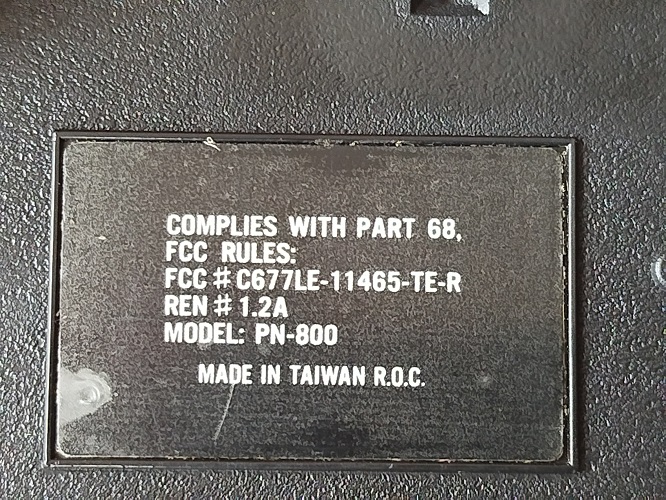 COMPLIES WITH PART 68,
FCC RULES:
FCC # C677LE-11465-TE-R
REN # 1.2A
MODEL: PN-800
MADE IN TAIWAN R.O.C.